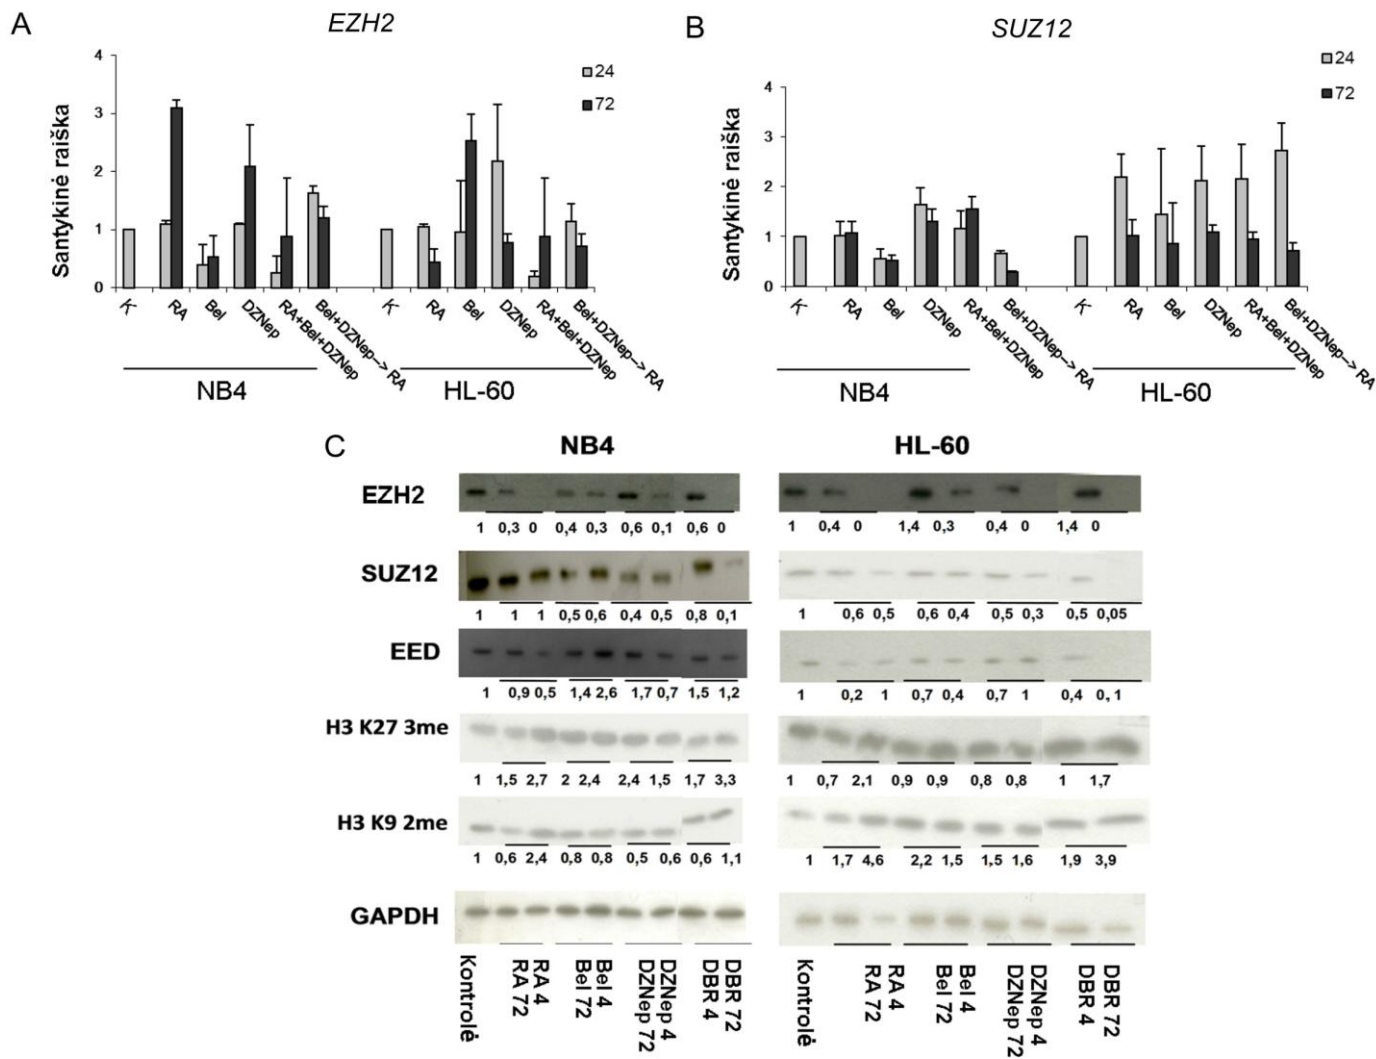 A
EZH2
Santykinė raiška
4
3
2
1
0
24
72
K
RA
Bel
DZNep
RA+Bel+DZNep
Bel+DZNep--> RA
K
RA
Bel
DZNep
RA+Bel+DZNep
Bel+DZNep--> RA
NB4
HL-60
B
SUZ12
Santykinė raiška
4
3
2
1
0
24
72
K
RA
Bel
DZNep
RA+Bel+DZNep
Bel+DZNep--> RA
K
RA
Bel
DZNep
RA+Bel+DZNep
Bel+DZNep--> RA
NB4
HL-60
C
NB4
HL-60
EZH2
1 0,3 0 0,4 0,3 0,6 0,1 0,6 0
1 0,4 0 1,4 0,3 0,4 0 1,4 0
SUZ12
1 1 1 0,5 0,6 0,4 0,5 0,8 0,1
1 0,6 0,5 0,6 0,4 0,5 0,3 0,5 0,05
EED
1 0,9 0,5 1,4 2,6 1,7 0,7 1,5 1,2
1 0,2 1 0,7 0,4 0,7 1 0,4 0, 1
H3 K27 3me
1 1,5 2,7 2 2,4 2,4 1,5 1,7 3,3
1 0,7 2,1 0,9 0,9 0,8 0,8 1 1,7
H3 K9 2me
1 0,6 2,4 0,8 0,8 0,5 0,6 0,6 1,1
1 1,7 4,6 2,2 1,5 1,5 1,6 1,9 3,9
GAPDH
Kontrolė
RA 72
RA 4
Bel 72
Bel 4
DZNep 72
DZNep 4
DBR 4
DBR 72
Kontrolė
RA 72
RA 4
Bel 72
Bel 4
DZNep 72
DZNep 4
DBR 4
DBR 72